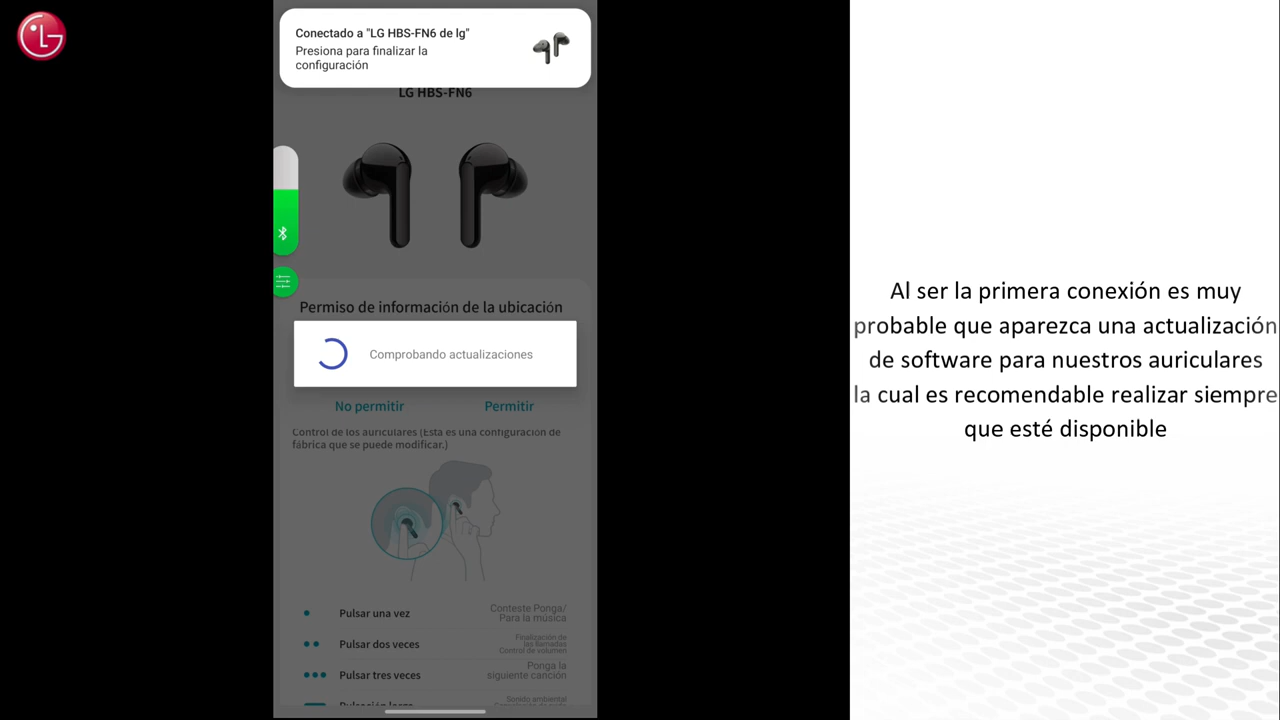 LG
Conectado a "LG HBS-FN6 de lg"
Presiona para finalizar la
configuración
LG HBS-FN6
Permiso de información de la ubicación
Comprobando actualizaciones
No permitir Permitir
Control de los auriculares (Esta es una configuración de
fábrica que se puede modificar.)
Pulsar una vez
Conteste Ponga/
Para la música
Pulsar dos veces
Finalización de
las llamadas
Control de volumen
Pulsar tres veces
Ponga la
siguiente canción
Pulsación larga
Sonido ambiental
Al ser la primera conexión es muy
probable que aparezca una actualización
de software para nuestros auriculares
la cual es recomendable realizar siempre
que esté disponible